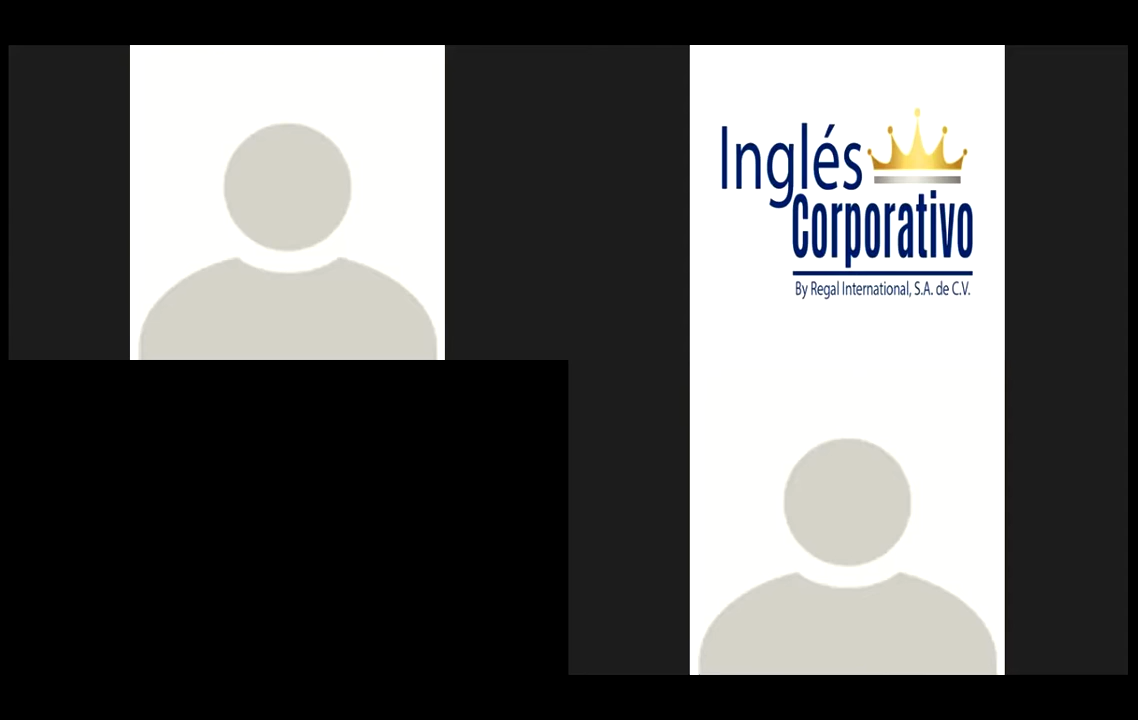 Inglés
Corporativo
By Regal International, S.A. de C.V.